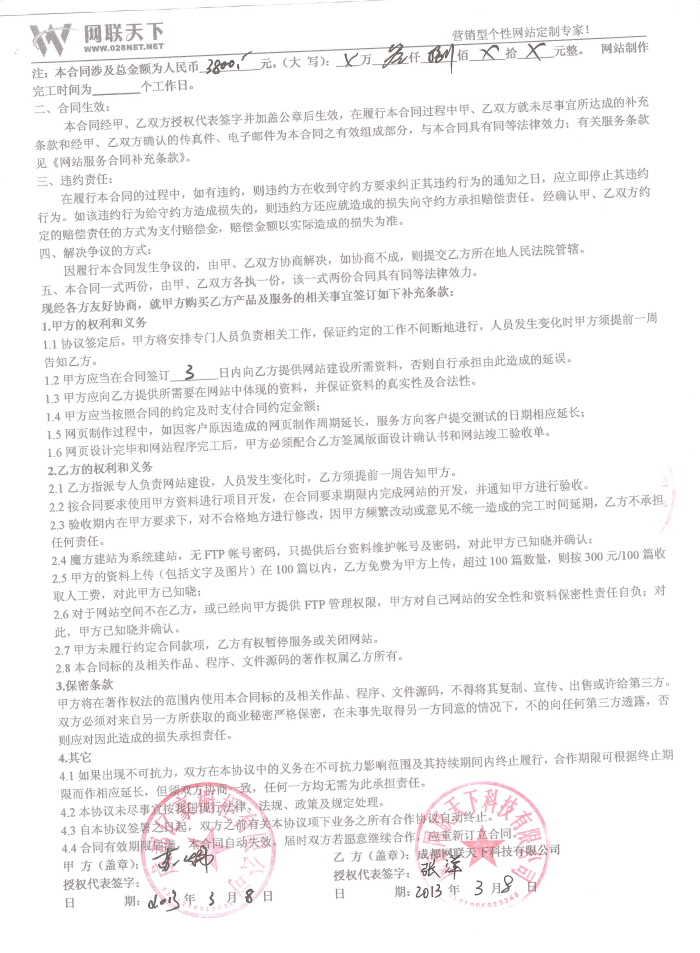 网联天下
www.028NET.NET
营销型个性网站定制专家！
注：本合同涉及总金额为人民币 3800 元，（大 写）：X万 仟 佰 X 拾 X 元整。 网站制作
完工时间为 个工作日。
二、合同生效：
本合同经甲、乙双方授权代表签字并加盖公章后生效，在履行本合同过程中甲、乙双方就未尽事宜所达成的补充
条款和经甲、乙双方确认的传真件、电子邮件为本合同之有效组成部分，与本合同具有同等法律效力；有关服务条款
见《网站服务合同补充条款》。
三、违约责任：
在履行本合同的过程中，如有违约，则违约方在收到守约方要求纠正其违约行为的通知之日，应立即停止其违约
行为。如该违约行为给守约方造成损失的，则违约方还应就造成的损失向守约方承担赔偿责任。经确认甲、乙双方约
定的赔偿责任的方式为支付赔偿金，赔偿金额以实际造成的损失为准。
四、解决争议的方式：
因履行本合同发生争议的，由甲、乙双方协商解决，如协商不成，则提交乙方所在地人民法院管辖。
五、本合同一式两份，由甲、乙双方各执一份，该一式两份合同具有同等法律效力。
现经各方友好协商，就甲方购买乙方产品及服务的相关事宜签订如下补充条款：
1.甲方的权利和义务
1.1 协议签定后，甲方将安排专门人员负责相关工作，保证约定的工作不间断地进行，人员发生变化时甲方须提前一周
告知乙方。
1.2 甲方应当在合同签订 3 日内向乙方提供网站建设所需资料，否则自行承担由此造成的延误。
1.3 甲方应向乙方提供所需要在网站中体现的资料，并保证资料的真实性及合法性。
1.4 甲方应当按照合同的约定及时支付合同约定金额；
1.5 网页制作过程中，如因客户原因造成的网页制作周期延长，服务方向客户提交测试的日期相应延长；
1.6 网页设计完毕和网站程序完工后，甲方必须配合乙方签属版面设计确认书和网站竣工验收单。
2.乙方的权利和义务
2.1 乙方指派专人负责网站建设，人员发生变化时，乙方须提前一周告知甲方。
2.2 按合同要求使用甲方资料进行项目开发，在合同要求期限内完成网站的开发，并通知甲方进行验收。
2.3 验收期内在甲方要求下，对不合格地方进行修改，因甲方频繁改动或意见不统一造成的完工时间延期，乙方不承担
任何责任。
2.4 魔方建站为系统建站，无 FTP 帐号密码，只提供后台资料维护帐号及密码，对此甲方已知晓并确认；
2.5 甲方的资料上传（包括文字及图片）在 100 篇以内，乙方免费为甲方上传，超过 100 篇数量，则按 300 元/100 篇收
取人工费，对此甲方已知晓；
2.6 对于网站空间不在乙方，或已经向甲方提供 FTP 管理权限，甲方对自己网站的安全性和资料保密性责任自负；对
此，甲方已知晓并确认。
2.7 甲方未履行约定合同款项，乙方有权暂停服务或关闭网站。
2.8 本合同标的及相关作品、程序、文件源码的著作权属乙方所有。
3.保密条款
甲方将在著作权法的范围内使用本合同标的及相关作品、程序、文件源码，不得将其复制、宣传、出售或许给第三方。
双方必须对来自另一方所获取的商业秘密严格保密，在未事先取得另一方同意的情况下，不的向任何第三方透露，否
则应对因此造成的损失承担责任。
4.其它
4.1 如果出现不可抗力，双方在本协议中的义务在不可抗力影响范围及其持续期间内终止履行，合作期限可根据终止期
限而作相应延长，但须双方协商一致，任何一方均无需为此承担责任。
4.2 本协议未尽事宜按我国现行法律、法规、政策及规定处理。
4.3 自本协议签署之日起，双方之前有关本协议项下业务之所有合作协议自动终止。
4.4 合同有效期限届满，本合同自动失效。届时双方若愿意继续合作，应重新订立合同。
甲 方（盖章）：
乙 方（盖章）：成都网联天下科技有限公司
授权代表签字：
授权代表签字：张洋
日 期：2013 年 3 月 8 日
日 期：2013 年 3 月 8 日